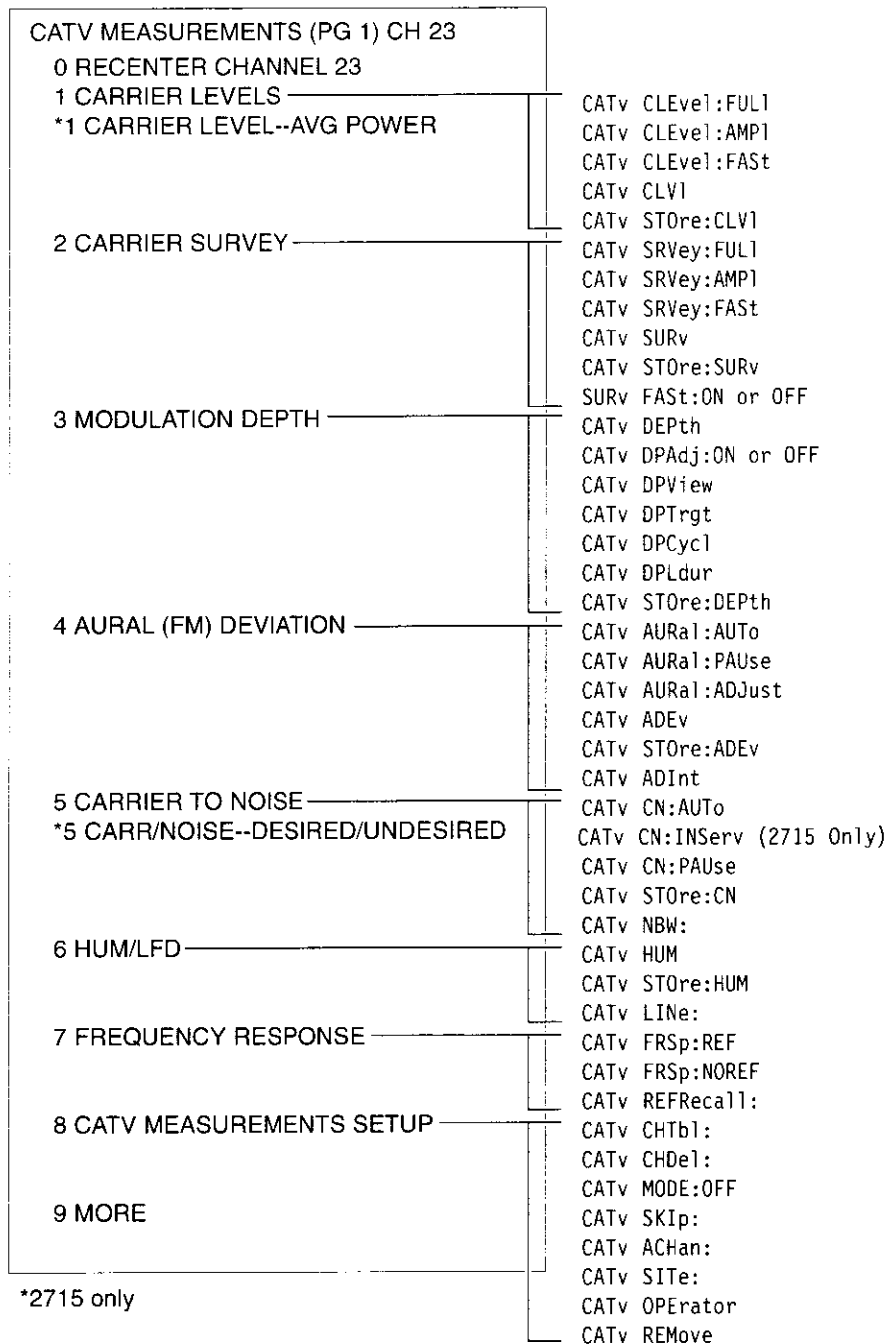 CATV MEASUREMENTS (PG 1) CH 23
0 RECENTER CHANNEL 23
1 CARRIER LEVELS
*1 CARRIER LEVEL--AVG POWER
CATv CLEvel:FULl
CATv CLEvel:AMPl
CATv CLEvel:FASt
CATv CLVl
CATv STOre:CLVl
2 CARRIER SURVEY
CATv SRVey:FULl
CATv SRVey:AMPl
CATv SRVey:FASt
CATv SURv
CATv STOre:SURv
SURv FASt:ON or OFF
3 MODULATION DEPTH
CATv DEPth
CATv DPAdj:ON or OFF
CATv DPView
CATv DPTrgt
CATv DPCycl
CATv DPLdur
CATv STOre:DEPth
4 AURAL (FM) DEVIATION
CATv AURal:AUTo
CATv AURal:PAUse
CATv AURal:ADJust
CATv ADEv
CATv STOre:ADEv
CATv ADInt
5 CARRIER TO NOISE
*5 CARR/NOISE--DESIRED/UNDESIRED
CATv CN:AUTo
CATv CN:INServ (2715 Only)
CATv CN:PAUse
CATv STOre:CN
CATv NBW:
6 HUM/LFD
CATv HUM
CATv STOre:HUM
CATv LINe:
7 FREQUENCY RESPONSE
CATv FRSp:REF
CATv FRSp:NOREF
CATv REFRecall:
8 CATV MEASUREMENTS SETUP
CATv CHTbl:
CATv CHDel:
CATv MODE:OFF
CATv SKIp:
CATv ACHan:
CATv SITe:
CATv OPErator
CATv REMove
9 MORE
*2715 only